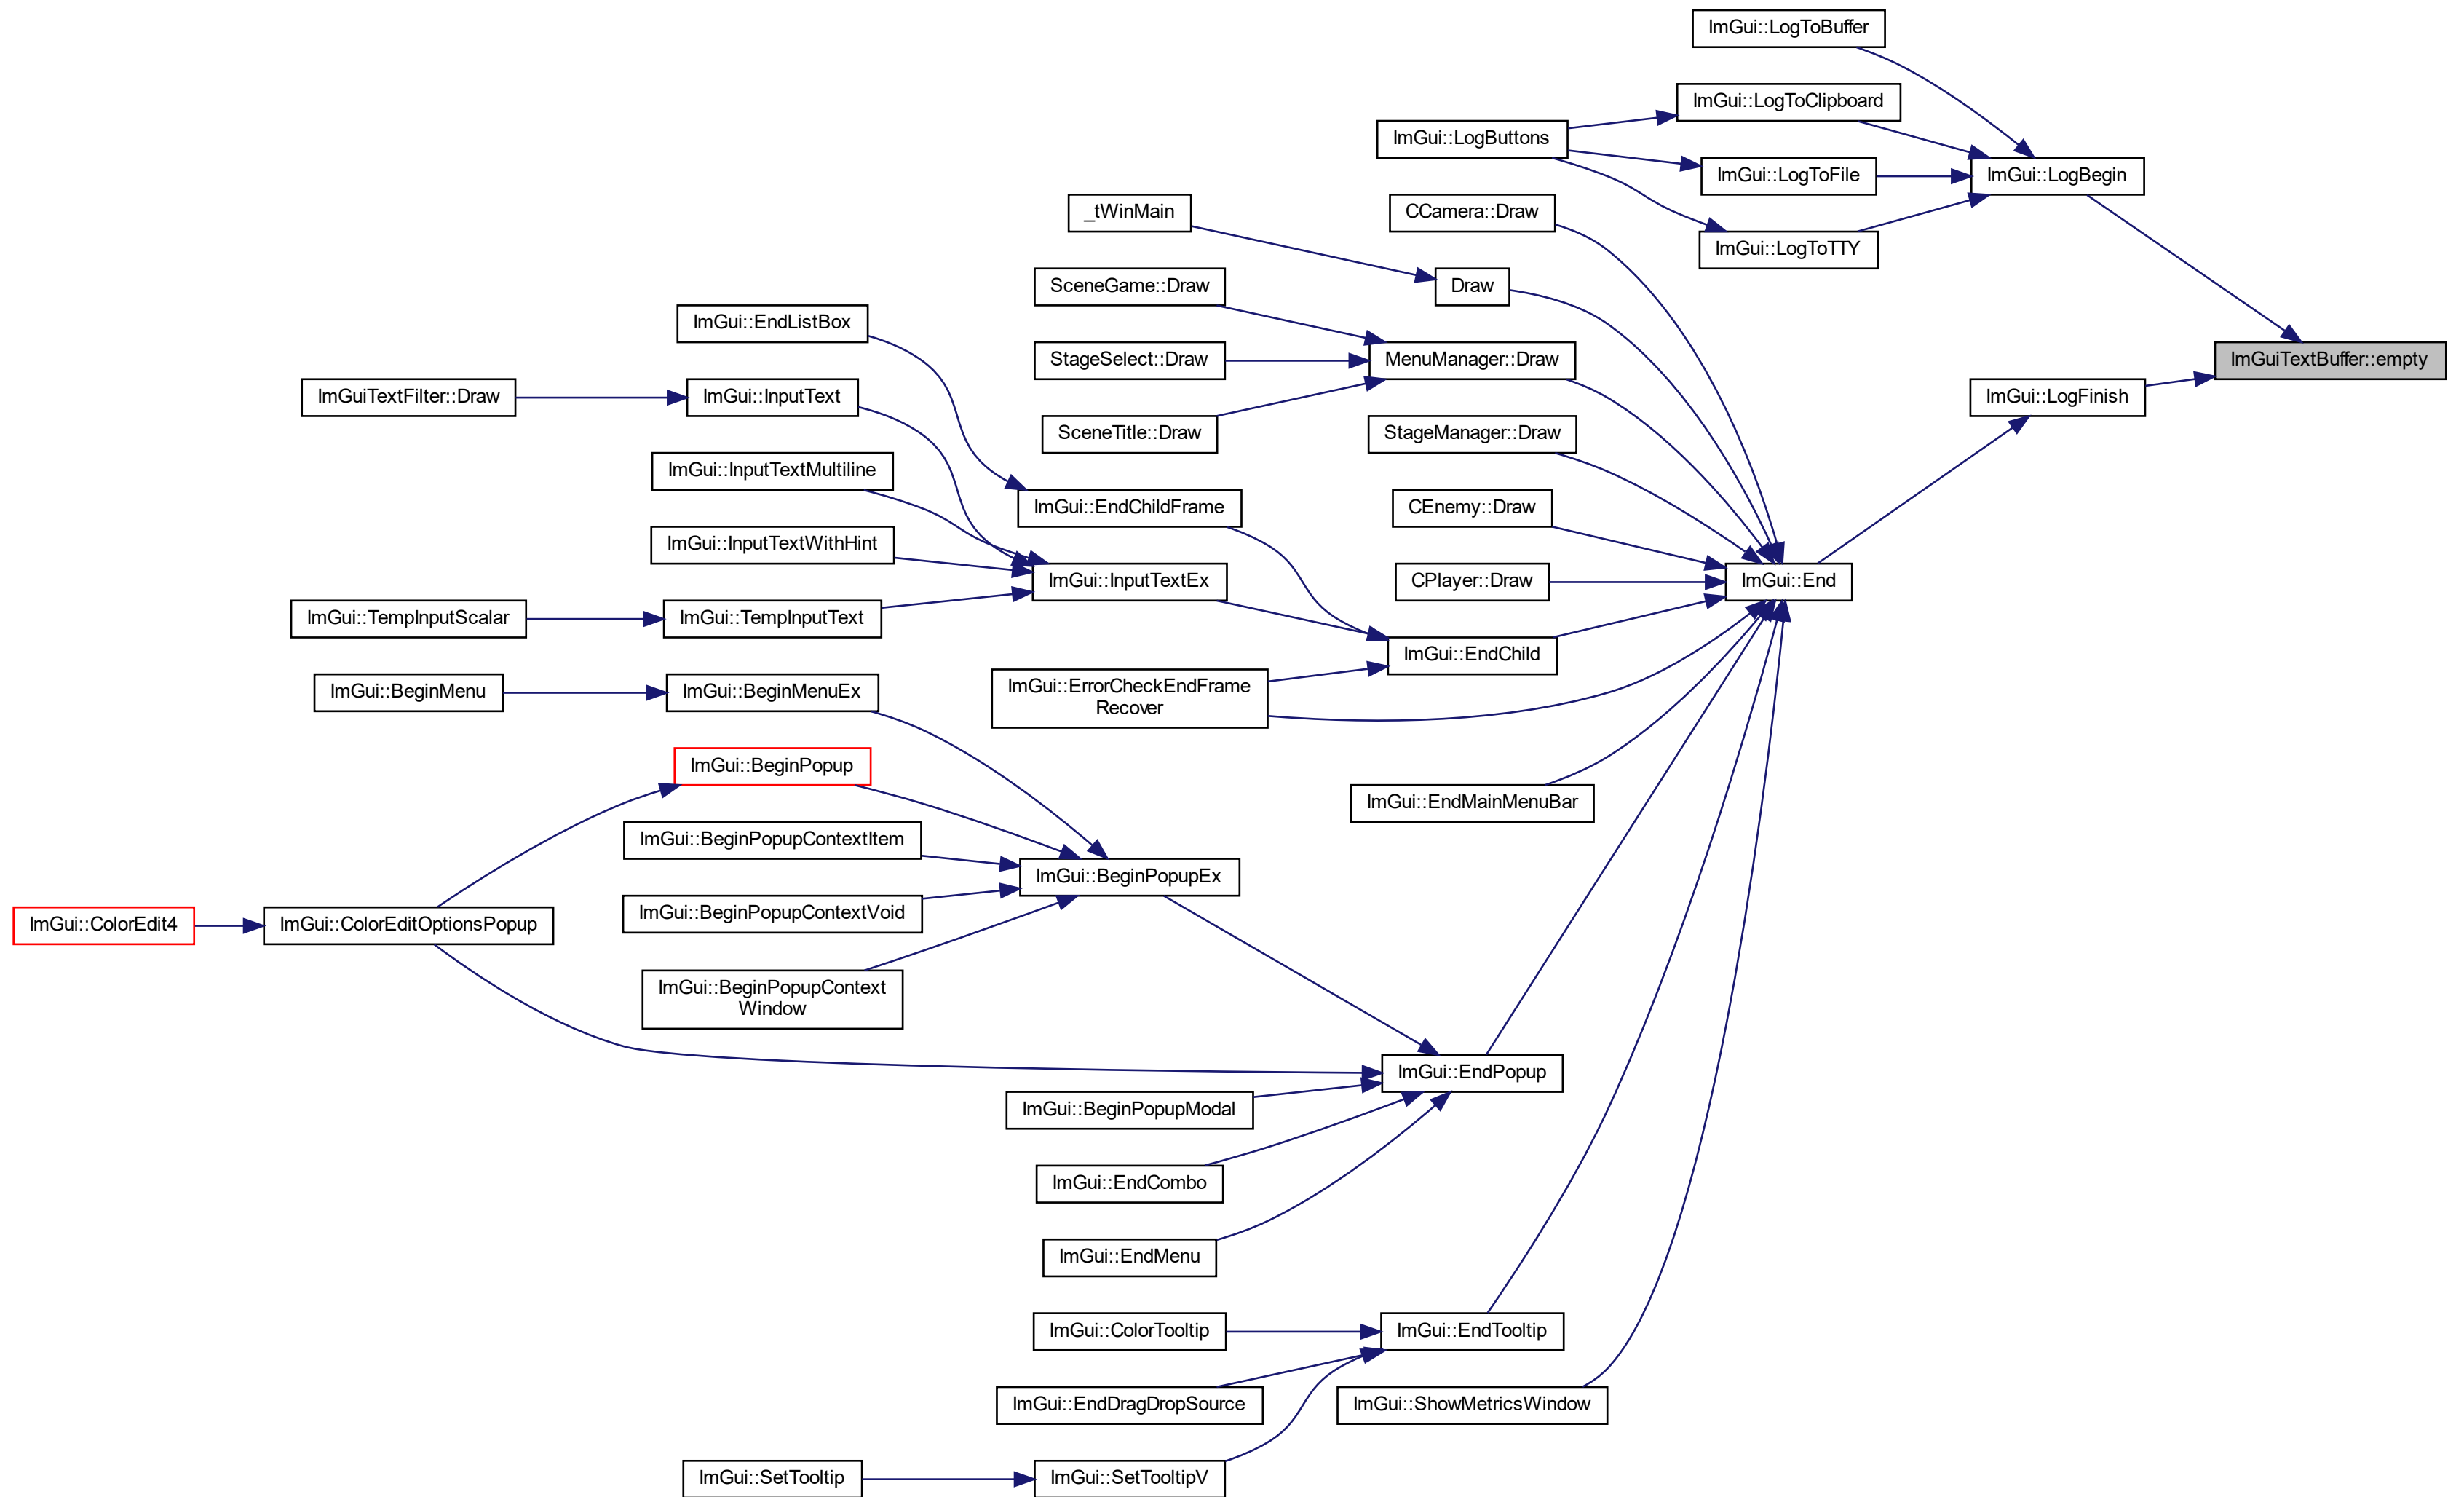 ImGui::LogToBuffer
ImGui::LogToClipboard
ImGui::LogButtons
ImGui::LogToFile
ImGui::LogBegin
_tWinMain
CCamera::Draw
ImGui::LogToTTY
SceneGame::Draw
Draw
ImGui::EndListBox
StageSelect::Draw
MenuManager::Draw
ImGuiTextBuffer::empty
ImGuiTextFilter::Draw
ImGui::InputText
ImGui::LogFinish
SceneTitle::Draw
StageManager::Draw
ImGui::InputTextMultiline
ImGui::EndChildFrame
CEnemy::Draw
ImGui::InputTextWithHint
ImGui::InputTextEx
CPlayer::Draw
ImGui::End
ImGui::TempInputScalar
ImGui::TempInputText
ImGui::EndChild
ImGui::ErrorCheckEndFrame
Recover
ImGui::BeginMenu
ImGui::BeginMenuEx
ImGui::BeginPopup
ImGui::EndMainMenuBar
ImGui::BeginPopupContextItem
ImGui::BeginPopupEx
ImGui::BeginPopupContextVoid
ImGui::ColorEdit4
ImGui::ColorEditOptionsPopup
ImGui::BeginPopupContext
Window
ImGui::EndPopup
ImGui::BeginPopupModal
ImGui::EndCombo
ImGui::EndMenu
ImGui::ColorTooltip
ImGui::EndTooltip
ImGui::EndDragDropSource
ImGui::ShowMetricsWindow
ImGui::SetTooltip
ImGui::SetTooltipV